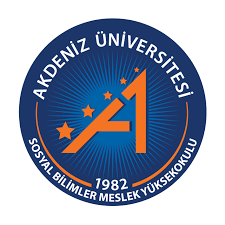 AKDENİZ ÜNİVERSİTESİ
1982
SOSYAL BİLİMLER MESLEK YÜKSEKOKULU